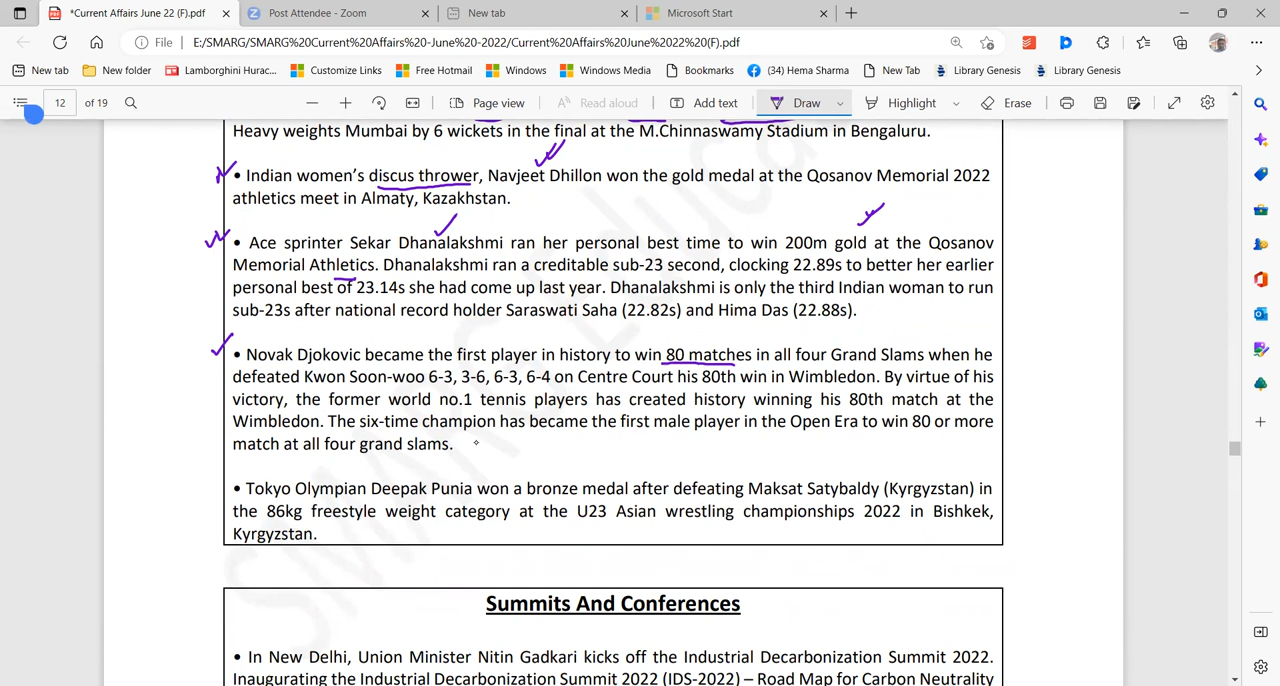 *Current Affairs June 22 (F).pdf
Post Attendee - Zoom
New tab
Microsoft Start
File
E:/SMARG/SMARG%20Current%20Affairs%20-June%20-2022/Current%20Affairs%20June%2022%20(F).pdf
New tab
New folder
Lamborghini Hurac...
Customize Links
Free Hotmail
Windows
Windows Media
Bookmarks
(34) Hema Sharma
New Tab
Library Genesis
Library Genesis
12 of 19
Page view
Read aloud
Add text
Draw
Highlight
Erase
Heavy weights Mumbai by 6 wickets in the final at the M.Chinnaswamy Stadium in Bengaluru.
• Indian women's discus thrower, Navjeet Dhillon won the gold medal at the Qosanov Memorial 2022
athletics meet in Almaty, Kazakhstan.
• Ace sprinter Sekar Dhanalakshmi ran her personal best time to win 200m gold at the Qosanov
Memorial Athletics. Dhanalakshmi ran a creditable sub-23 second, clocking 22.89s to better her earlier
personal best of 23.14s she had come up last year. Dhanalakshmi is only the third Indian woman to run
sub-23s after national record holder Saraswati Saha (22.82s) and Hima Das (22.88s).
• Novak Djokovic became the first player in history to win 80 matches in all four Grand Slams when he
defeated Kwon Soon-woo 6-3, 3-6, 6-3, 6-4 on Centre Court his 80th win in Wimbledon. By virtue of his
victory, the former world no.1 tennis players has created history winning his 80th match at the
Wimbledon. The six-time champion has became the first male player in the Open Era to win 80 or more
match at all four grand slams.
• Tokyo Olympian Deepak Punia won a bronze medal after defeating Maksat Satybaldy (Kyrgyzstan) in
the 86kg freestyle weight category at the U23 Asian wrestling championships 2022 in Bishkek,
Kyrgyzstan.
Summits And Conferences
• In New Delhi, Union Minister Nitin Gadkari kicks off the Industrial Decarbonization Summit 2022.
Inaugurating the Industrial Decarbonization Summit 2022 (IDS-2022) – Road Map for Carbon Neutrality